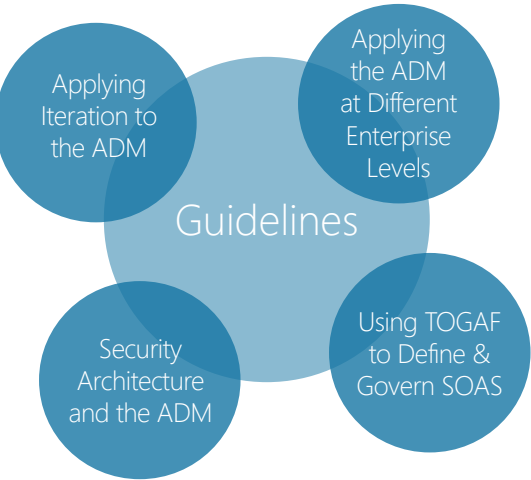 Applying
Iteration to
the ADM
Applying
the ADM
at Different
Enterprise
Levels
Guidelines
Security
Architecture
and the ADM
Using TOGAF
to Define &
Govern SOAS